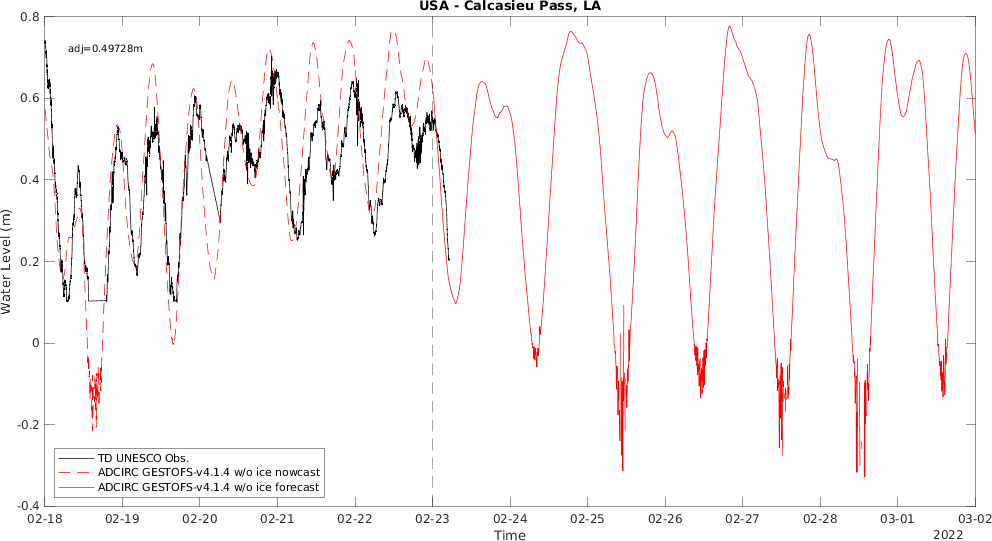 USA - Calcasieu Pass, LA
adj=0.49728m
0.8
0.6
0.4
0.2
0
-0.2
-0.4
Water Level (m)
TD UNESCO Obs.
ADCIRC GESTOFS-v4.1.4 w/o ice nowcast
ADCIRC GESTOFS-v4.1.4 w/o ice forecast
02-18 02-19 02-20 02-21 02-22 02-23 02-24 02-25 02-26 02-27 02-28 03-01 03-02
Time
2022